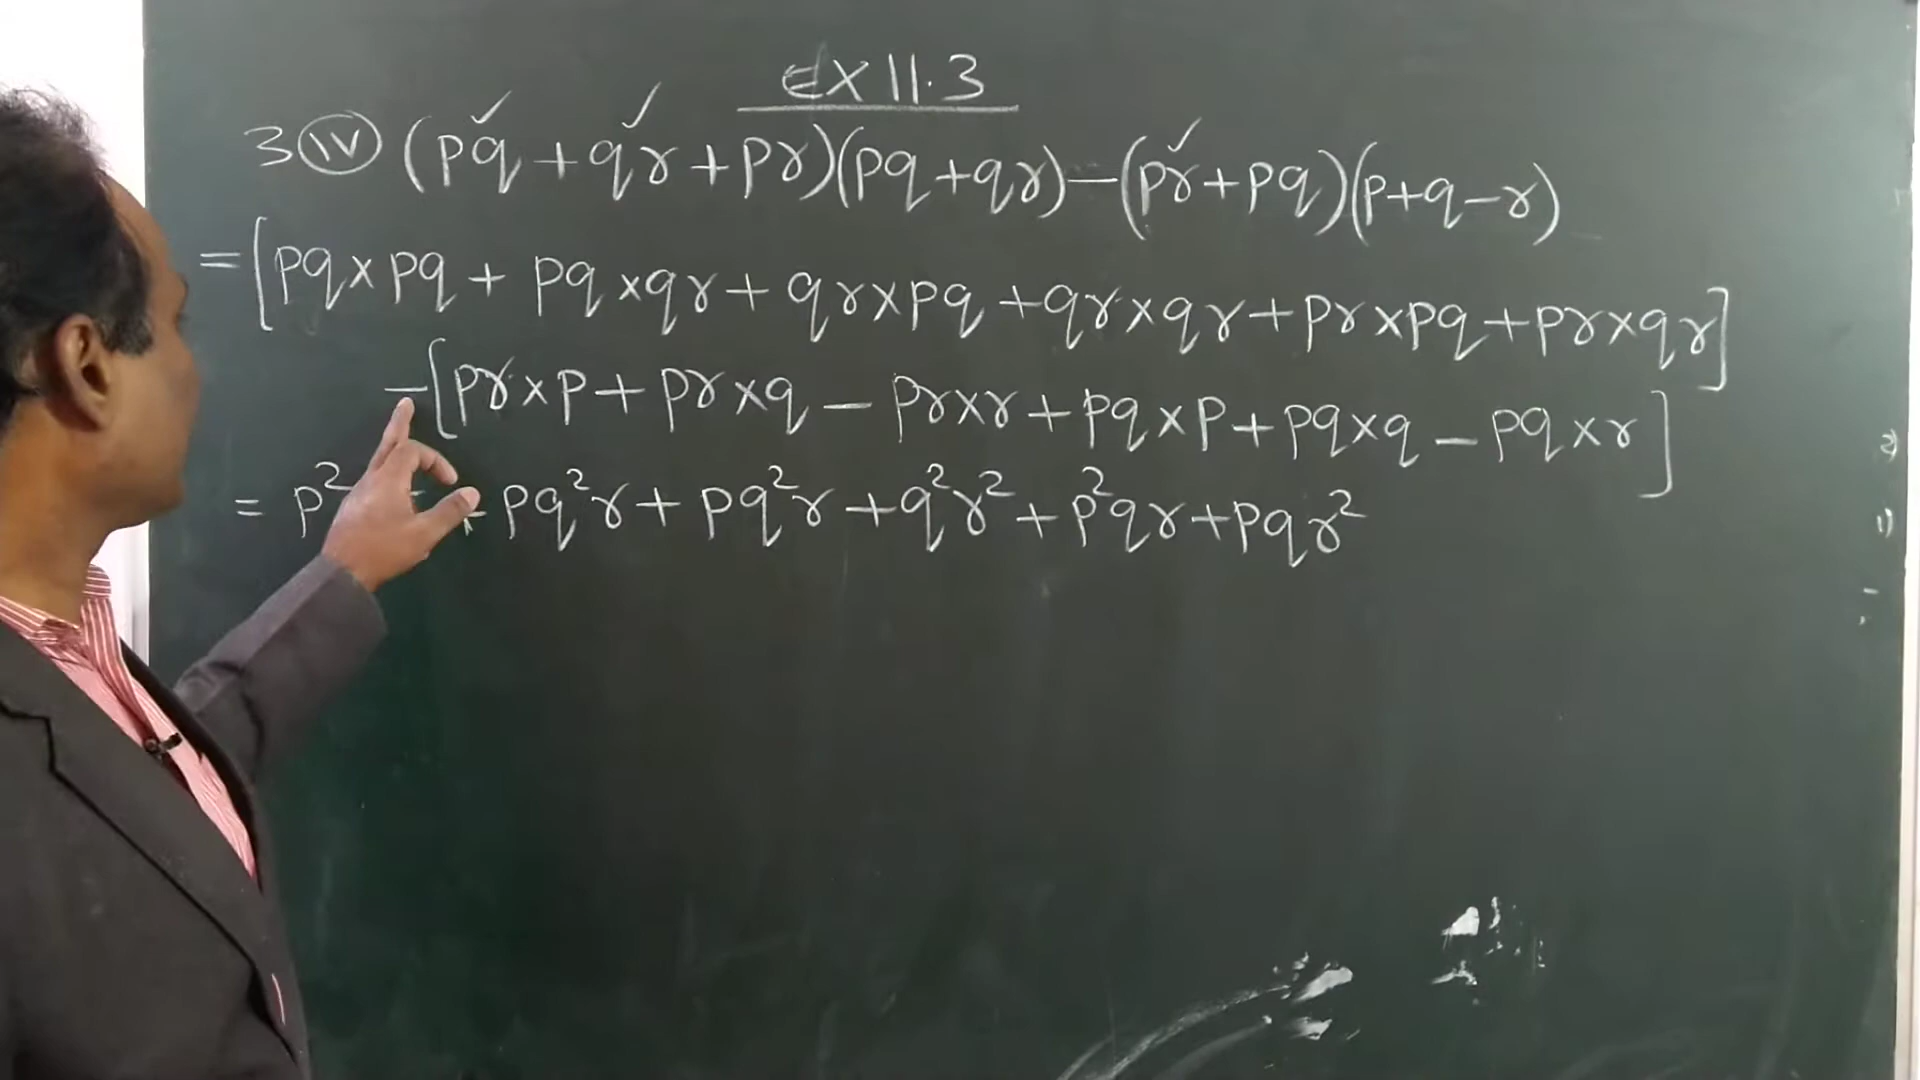 EX 11.3
3 (iv) (pq + qr + pr)(pq + qr) - (pr + pq)(p + q - r)
= [pq × pq + pq × qr + qr × pq + qr × qr + pr × pq + pr × qr]
- [pr × p + pr × q - pr × r + pq × p + pq × q - pq × r]
= p² + pq²r + pq²r + q²r² + p²qr + pqr²